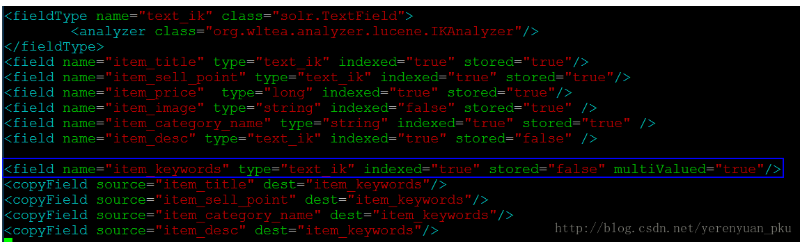 <fieldType name="text_ik" class="solr.TextField">
<analyzer class="org.wltea.analyzer.lucene.IKAnalyzer"/>
</fieldType>
<field name="item_title" type="text_ik" indexed="true" stored="true"/>
<field name="item_sell_point" type="text_ik" indexed="true" stored="true"/>
<field name="item_price"  type="long" indexed="true" stored="true"/>
<field name="item_image" type="string" indexed="false" stored="true" />
<field name="item_category_name" type="string" indexed="true" stored="true" />
<field name="item_desc" type="text_ik" indexed="true" stored="false" />
<field name="item_keywords" type="text_ik" indexed="true" stored="false" multiValued="true"/>
<copyField source="item_title" dest="item_keywords"/>
<copyField source="item_sell_point" dest="item_keywords"/>
<copyField source="item_category_name" dest="item_keywords"/>
<copyField source="item_desc" dest="item_keywords"/>
http://blog.csdn.net/yerenyuan_pku